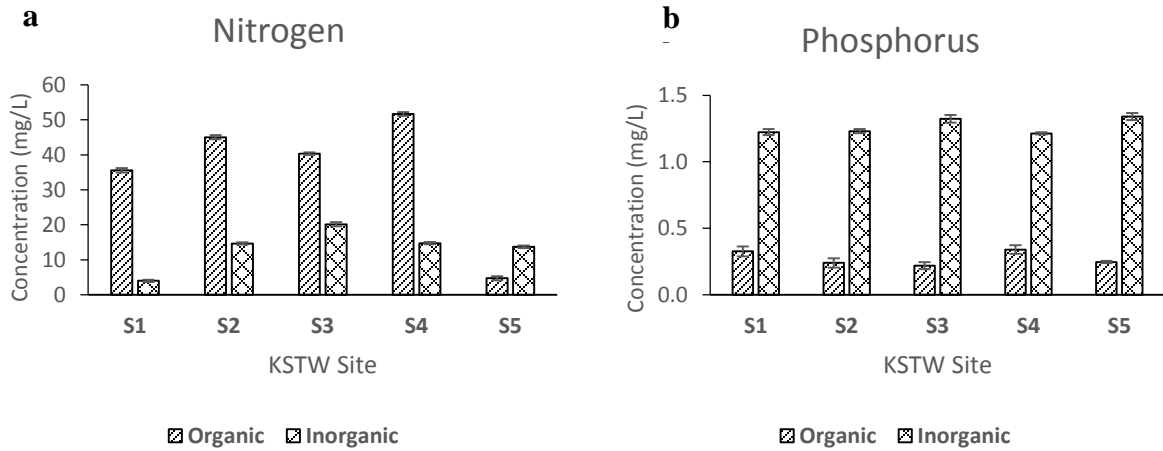 a
Nitrogen
Concentration (mg/L)
60
50
40
30
20
10
0
S1 S2 S3 S4 S5
KSTW Site
Organic Inorganic
b
Phosphorus
Concentration (mg/L)
1.5
1.0
0.5
0.0
S1 S2 S3 S4 S5
KSTW Site
Organic Inorganic